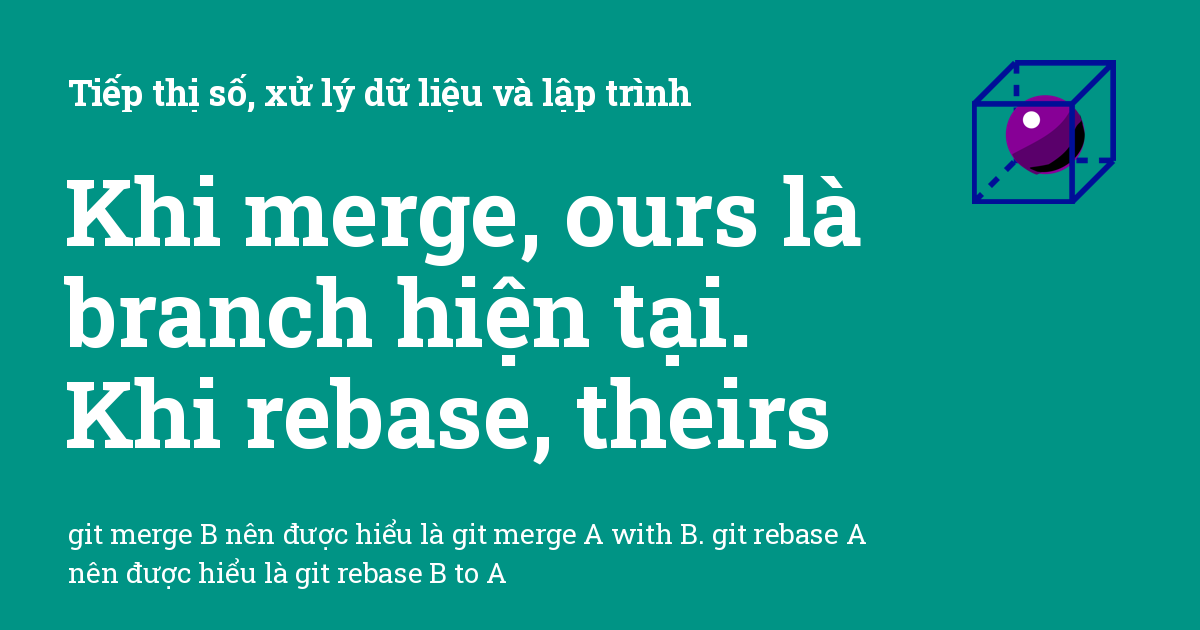 Tiếp thị số, xử lý dữ liệu và lập trình
Khi merge, ours là
branch hiện tại.
Khi rebase, theirs
git merge B nên được hiểu là git merge A with B. git rebase A
nên được hiểu là git rebase B to A